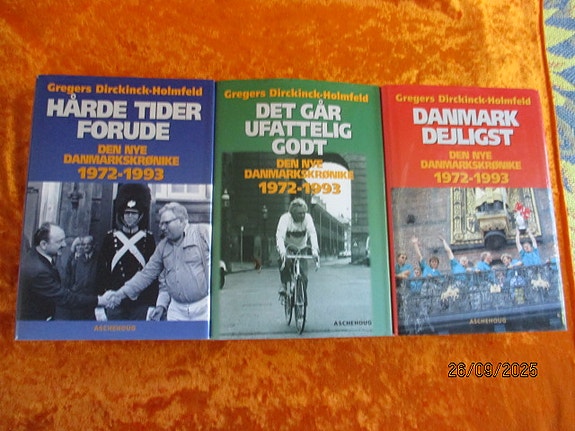 Gregers Dirckinck-Holmfeld
HÅRDE TIDER
FORUDE
DEN NYE
DANMARKSKRØNIKE
1972-1993
ASCHEHOUG
Gregers Dirckinck-Holmfeld
DET GÅR
UFATTELIG
GODT
DEN NYE
DANMARKSKRØNIKE
1972-1993
ASCHEHOUG
Gregers Dirckinck-Holmfeld
DANMARK
DEJLIGST
DEN NYE
DANMARKSKRØNIKE
1972-1993
ASCHEHOUG
26/09/2025